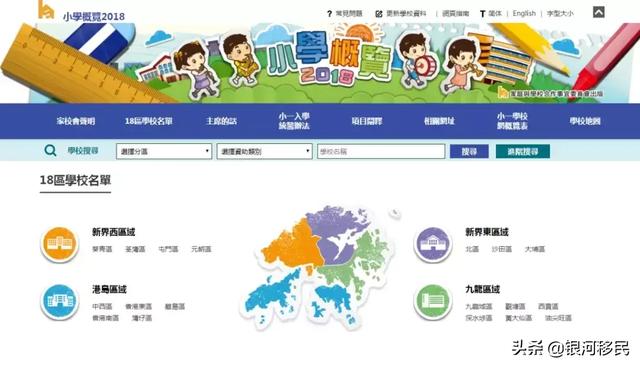 小學概覽2018
? 常見問題 更新學校資料 | 網頁指南 T 简体 | English | 字型大小
小學概覽
2018
家庭與學校合作事宜委員會出版
家校會聲明 18區學校名單 主席的話 小一入學統籌辦法 項目闡釋 相關網址 小一學校網概覽表 學校地圖
學校搜尋 選擇分區 選擇資助類別 學校名稱 搜尋 進階搜尋
18區學校名單
新界西區域
葵青區 荃灣區 屯門區 元朗區
新界東區域
北區 沙田區 大埔區
港島區域
中西區 香港東區 離島區
香港南區 灣仔區
九龍區域
九龍城區 觀塘區 西貢區
深水埗區 黃大仙區 油尖旺區
头条 @银河移民